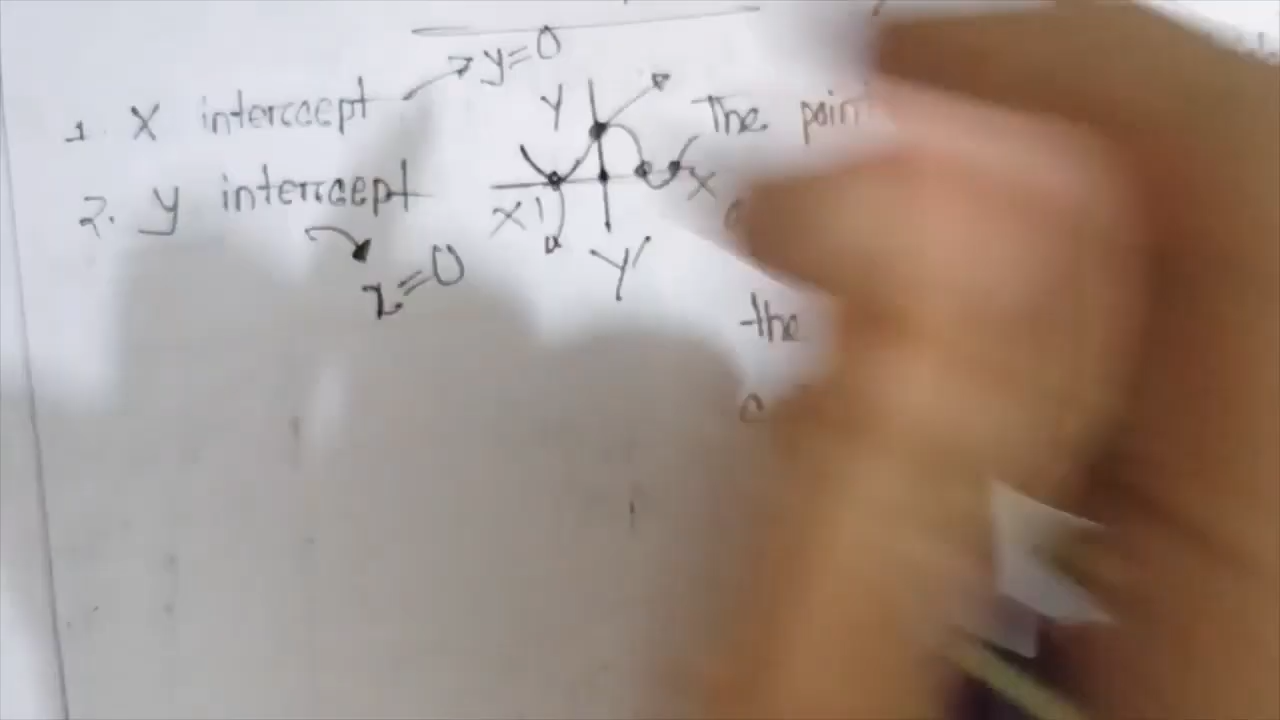 y=0
1. X intercept
2. y intercept
x=0
Y
X
X'
Y'
The poin
the